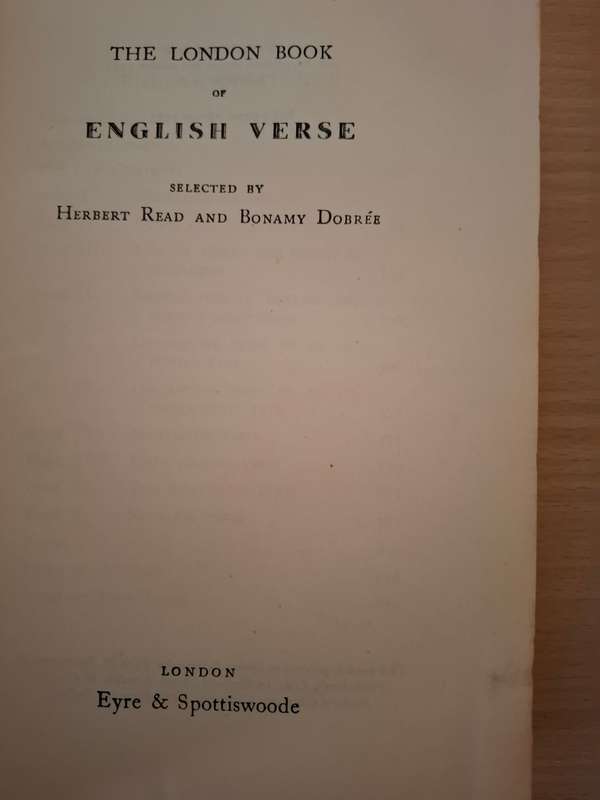 THE LONDON BOOK
OF
ENGLISH VERSE
SELECTED BY
HERBERT READ AND BONAMY DOBRÉE
LONDON
Eyre & Spottiswoode